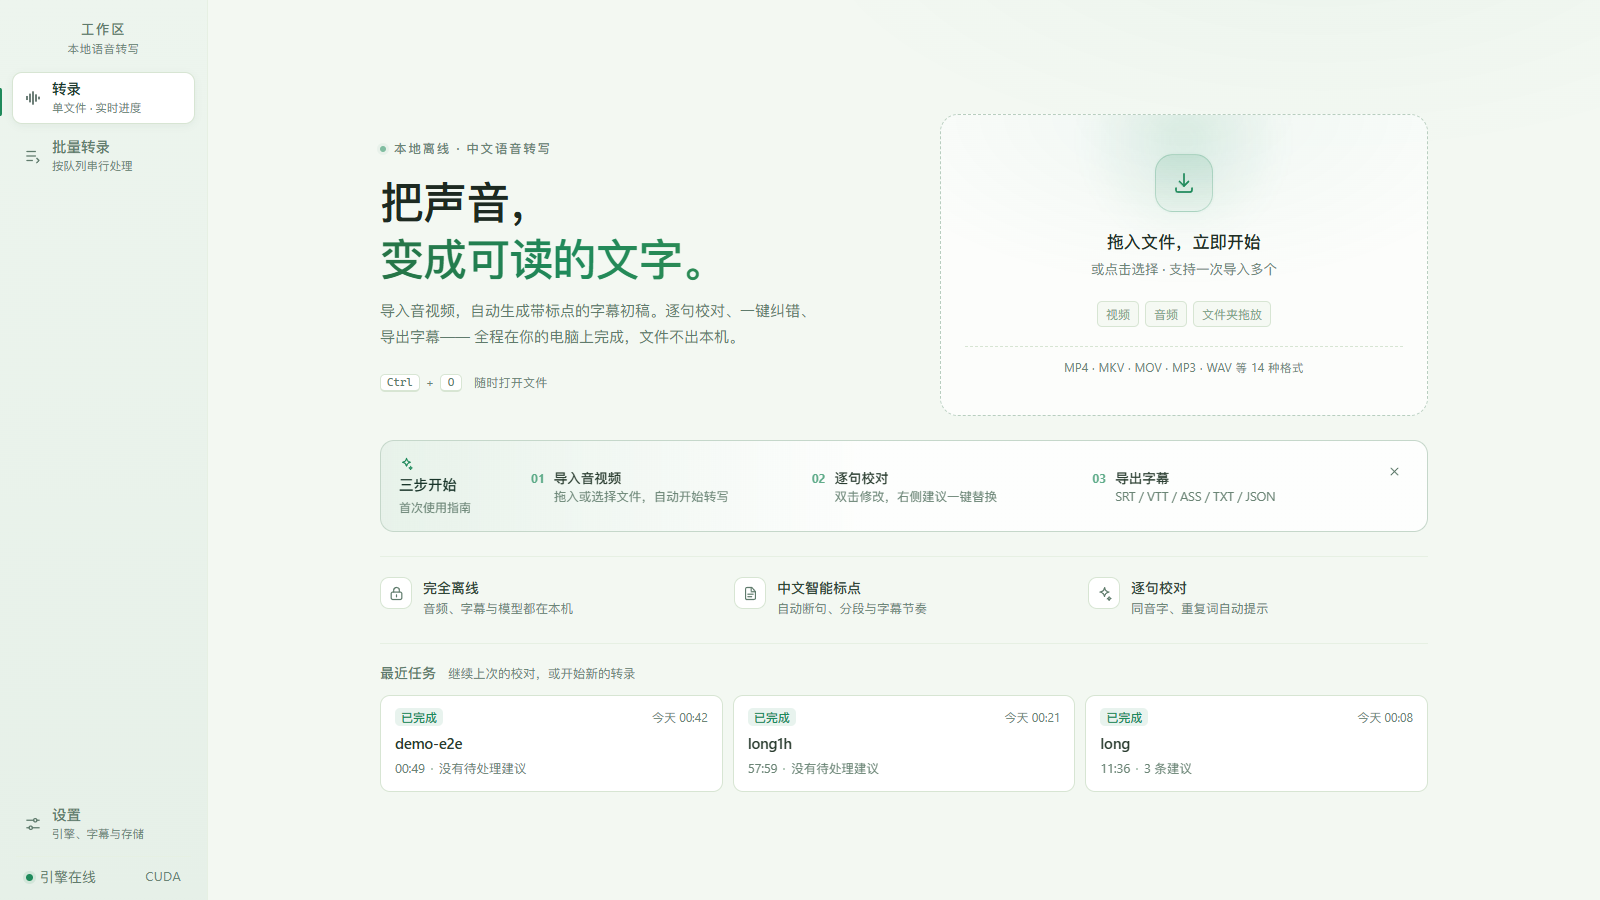 工作区
本地语音转写
转录
单文件 · 实时进度
批量转录
按队列串行处理
设置
引擎、字幕与存储
引擎在线 CUDA
本地离线 · 中文语音转写
把声音，
变成可读的文字。
导入音视频，自动生成带标点的字幕初稿。逐句校对、一键纠错、
导出字幕—— 全程在你的电脑上完成，文件不出本机。
Ctrl + O 随时打开文件
拖入文件，立即开始
或点击选择 · 支持一次导入多个
视频 音频 文件夹拖放
MP4 · MKV · MOV · MP3 · WAV 等 14 种格式
三步开始
首次使用指南
01 导入音视频
拖入或选择文件，自动开始转写
02 逐句校对
双击修改，右侧建议一键替换
03 导出字幕
SRT / VTT / ASS / TXT / JSON
完全离线
音频、字幕与模型都在本机
中文智能标点
自动断句、分段与字幕节奏
逐句校对
同音字、重复词自动提示
最近任务 继续上次的校对，或开始新的转录
已完成 今天 00:42
demo-e2e
00:49 · 没有待处理建议
已完成 今天 00:21
long1h
57:59 · 没有待处理建议
已完成 今天 00:08
long
11:36 · 3 条建议